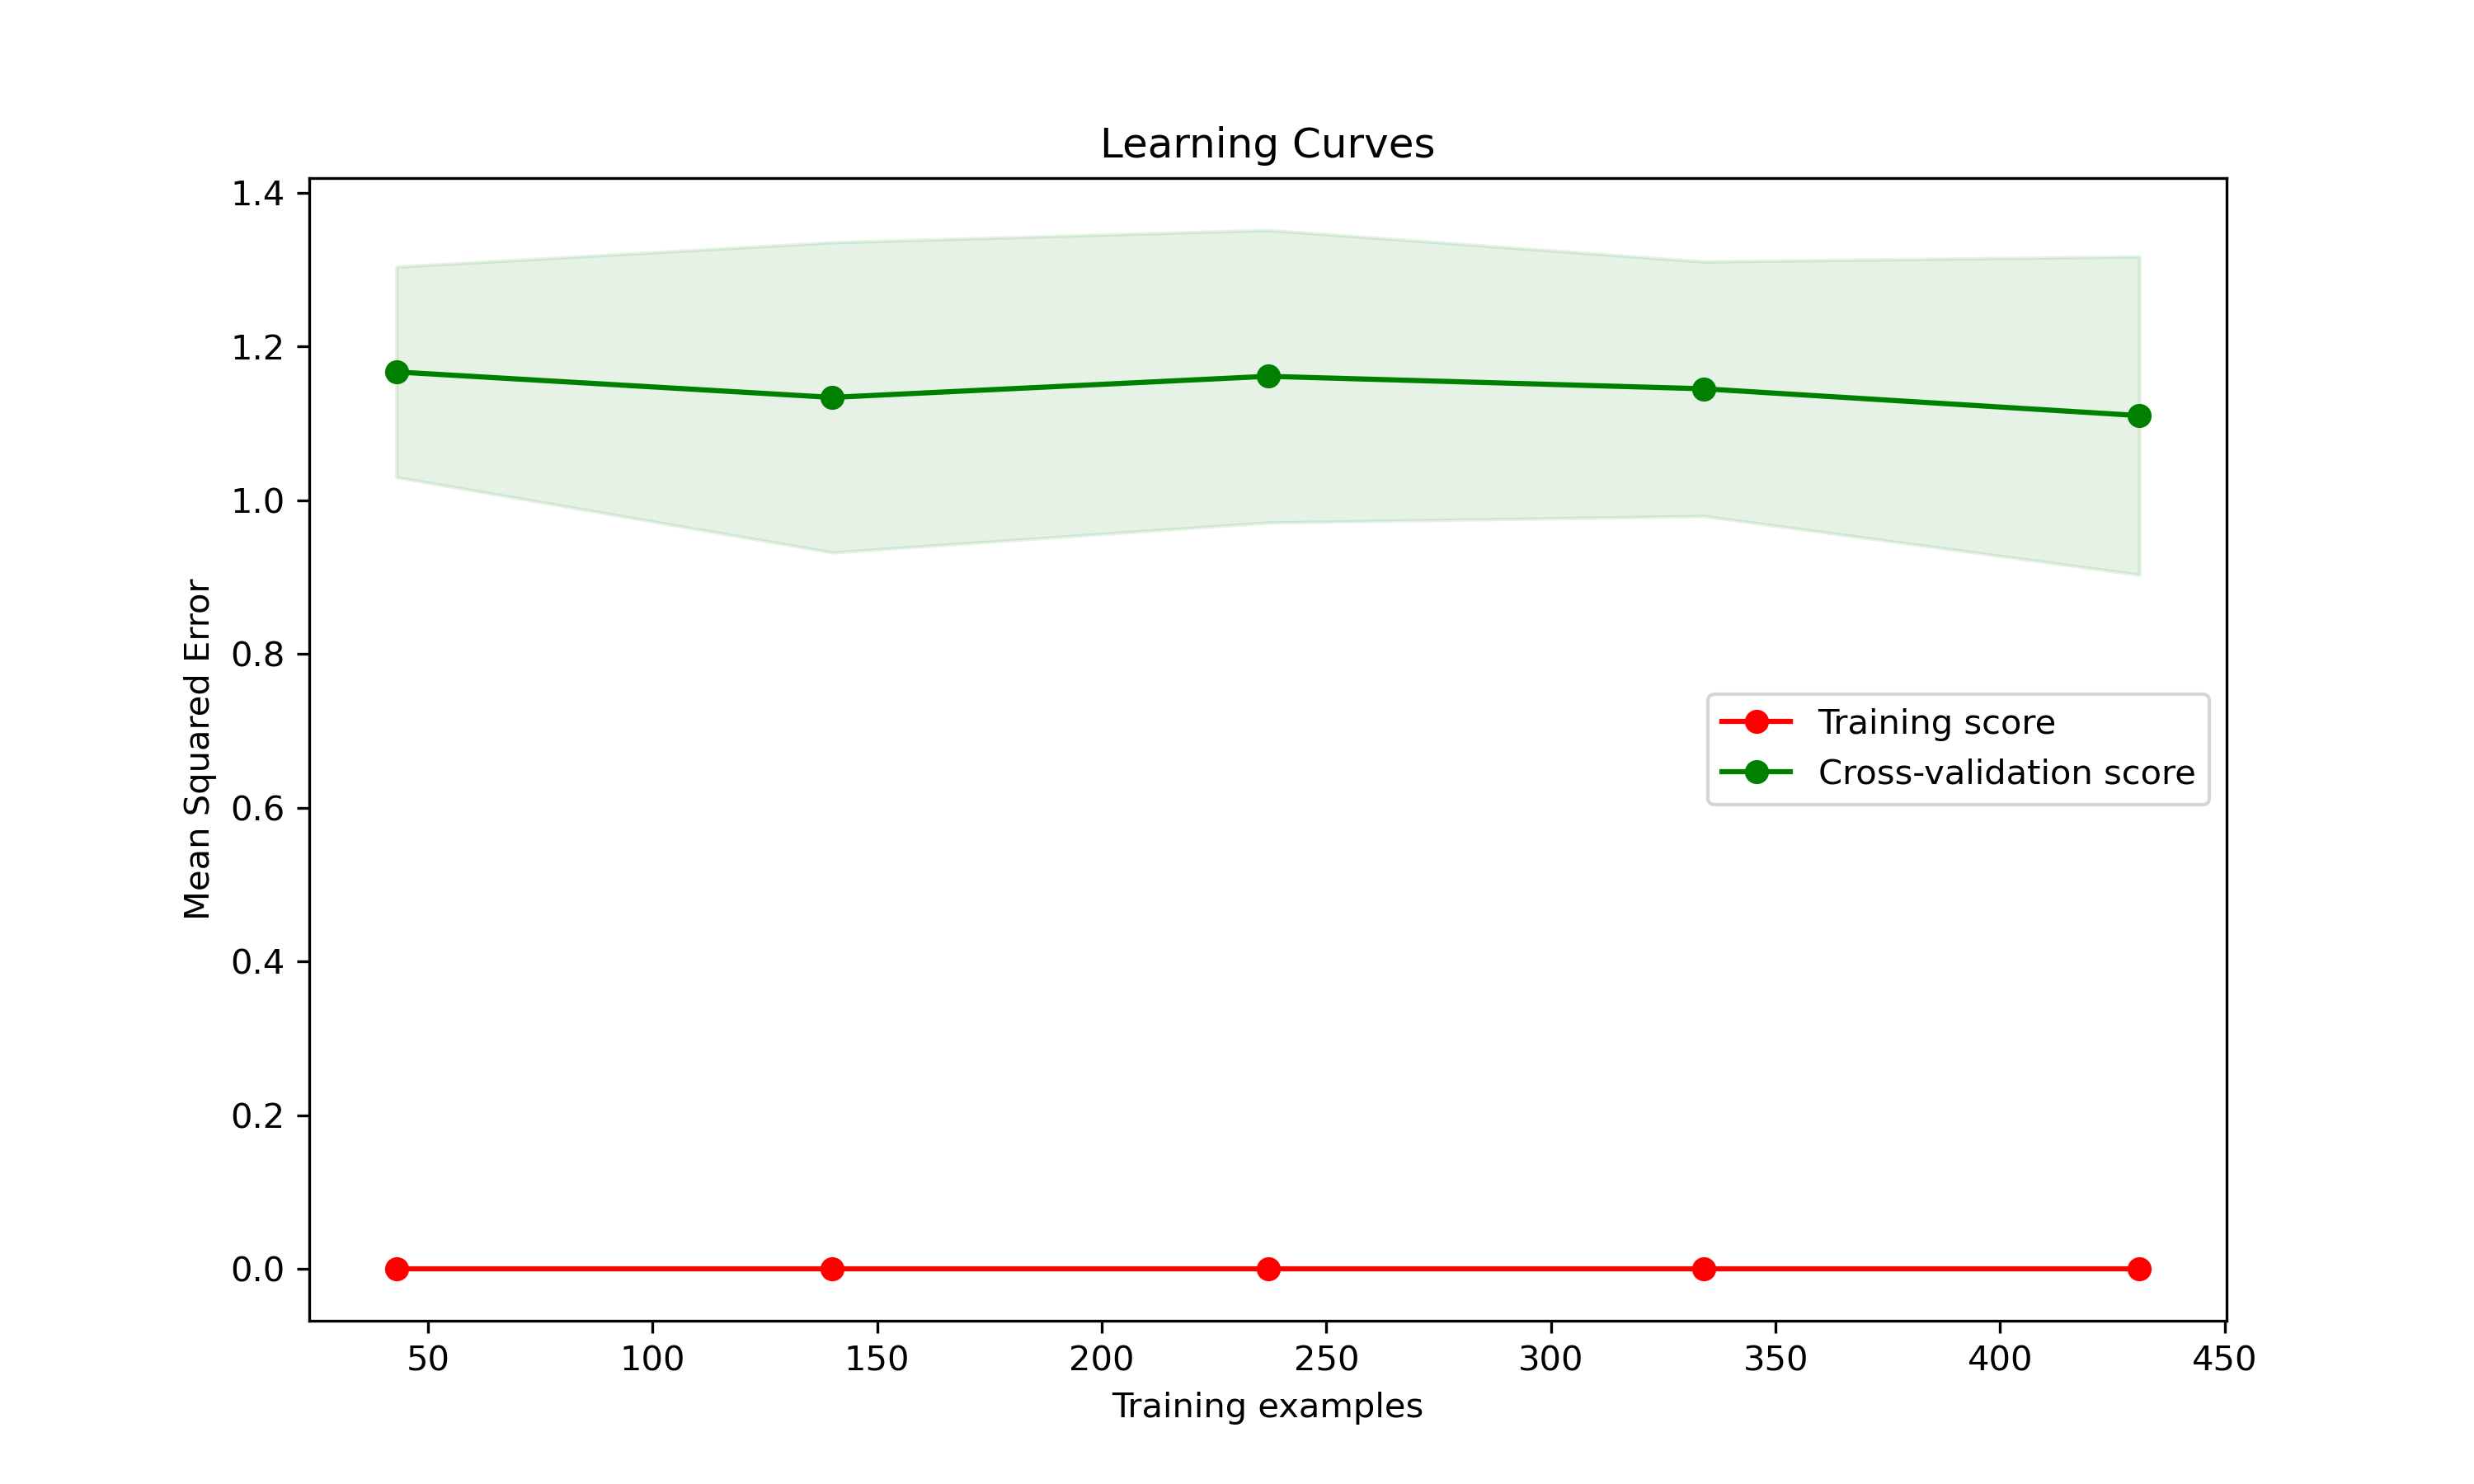 Learning Curves
1.4
1.2
1.0
0.8
0.6
0.4
0.2
0.0
Mean Squared Error
Training score
Cross-validation score
50 100 150 200 250 300 350 400 450
Training examples